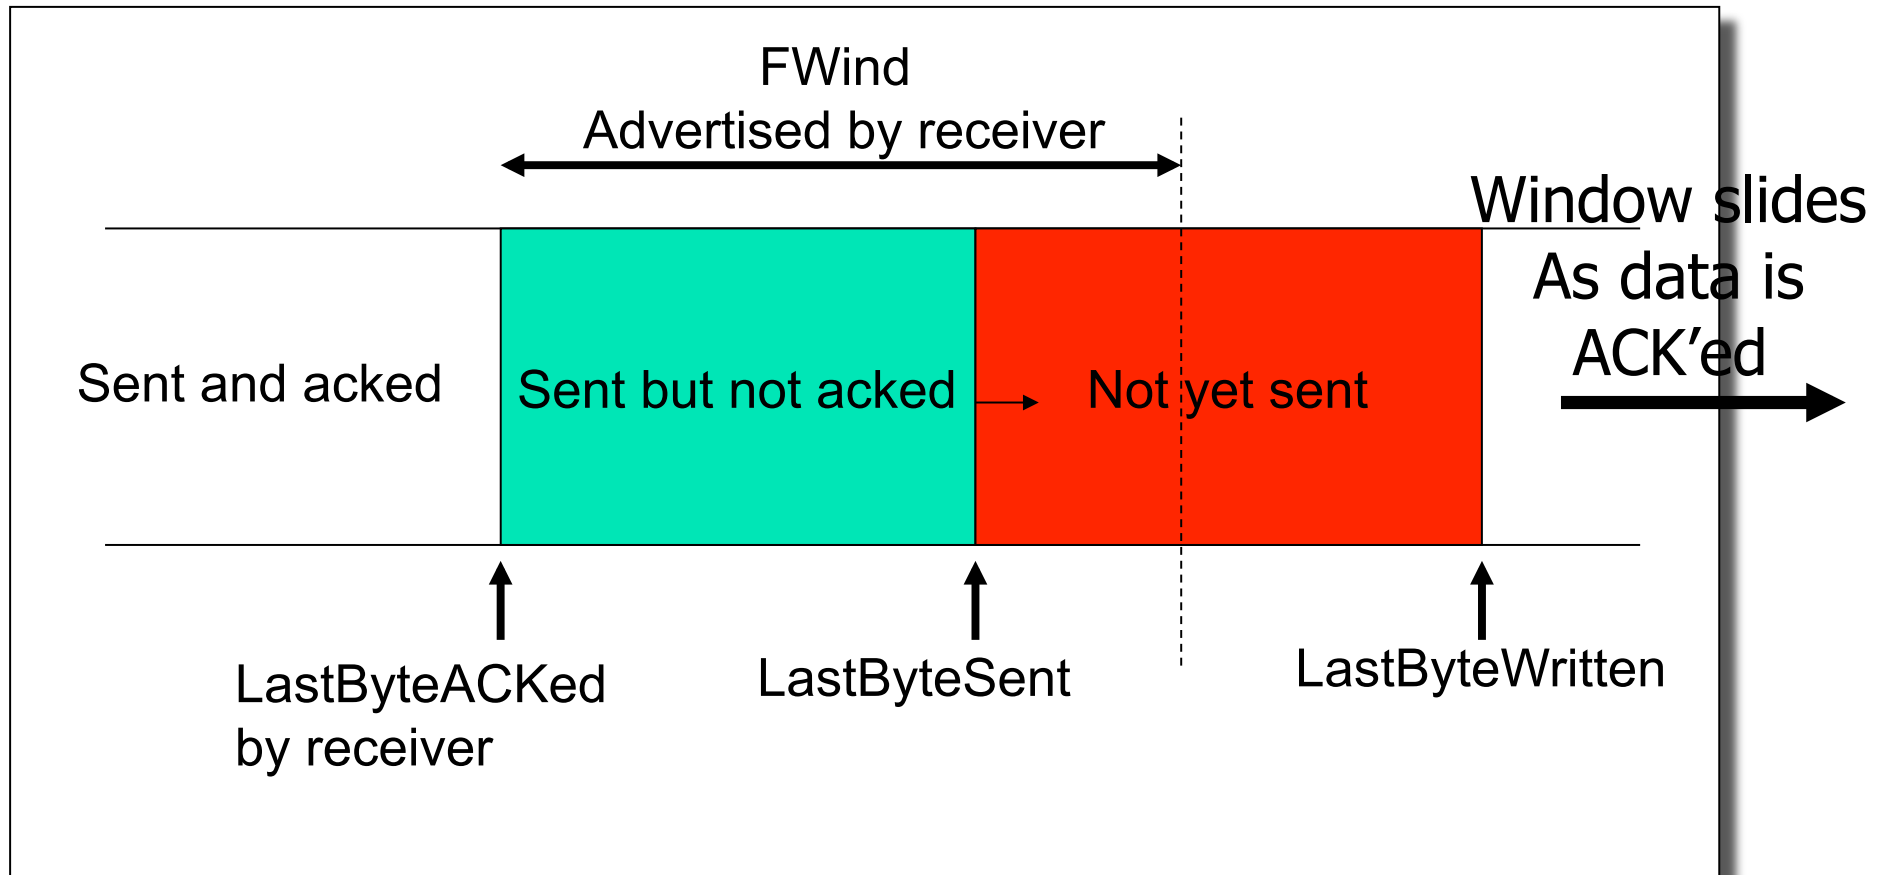 FWind
Advertised by receiver
Window slides
As data is
ACK’ed
Sent and acked
Sent but not acked
Not yet sent
LastByteACKed
by receiver
LastByteSent
LastByteWritten